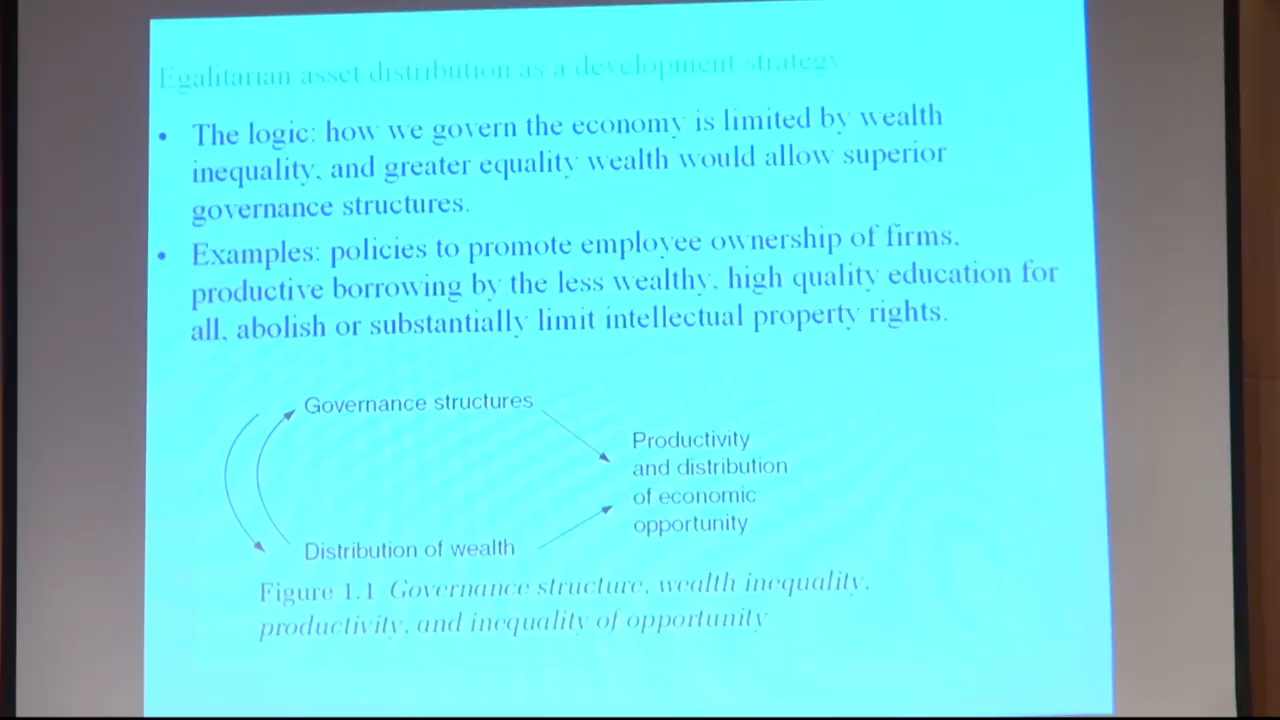 Egalitarian asset distribution as a development strategy
• The logic: how we govern the economy is limited by wealth
inequality, and greater equality wealth would allow superior
governance structures.
• Examples: policies to promote employee ownership of firms,
productive borrowing by the less wealthy, high quality education for
all, abolish or substantially limit intellectual property rights.
Governance structures
Productivity
and distribution
of economic
opportunity
Distribution of wealth
Figure 1.1 Governance structure, wealth inequality,
productivity, and inequality of opportunity